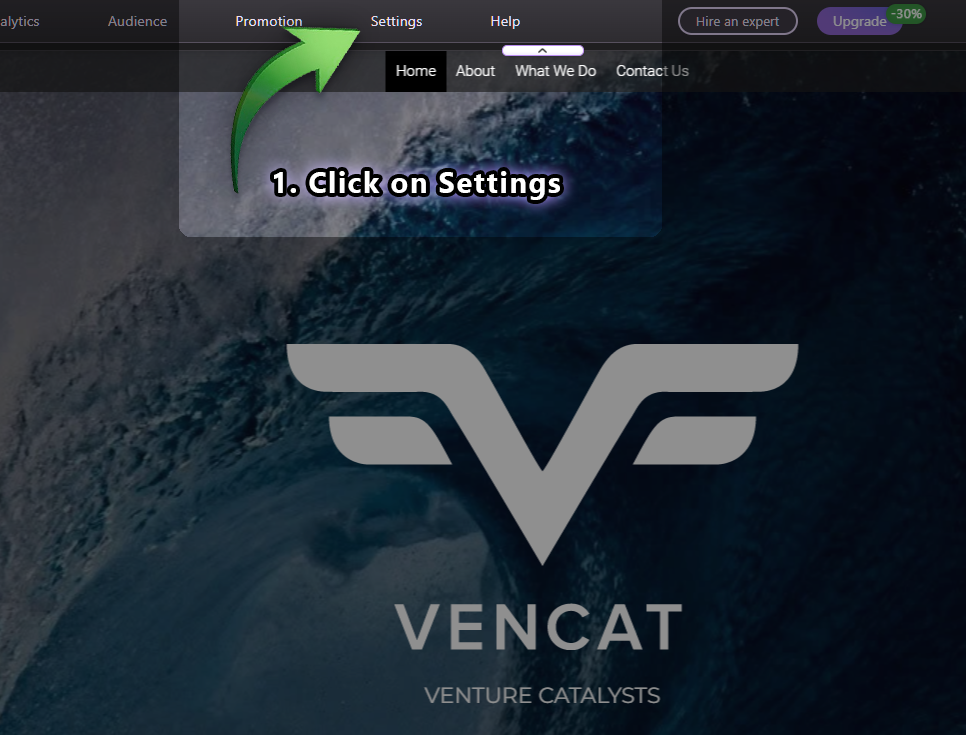 alytics Audience Promotion Settings Help Hire an expert Upgrade -30%
Home About What We Do Contact Us
1. Click on Settings
VENCAT
VENTURE CATALYSTS